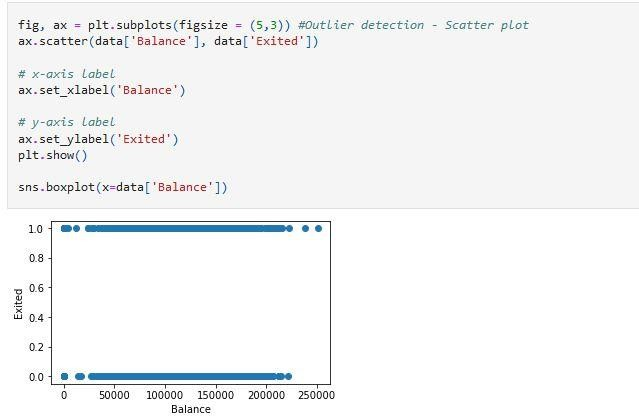 fig, ax = plt.subplots(figsize = (5,3)) #Outlier detection - Scatter plot
ax.scatter(data['Balance'], data['Exited'])
# x-axis label
ax.set_xlabel('Balance')
# y-axis label
ax.set_ylabel('Exited')
plt.show()
sns.boxplot(x=data['Balance'])
1.0
0.8
0.6
Exited
0.4
0.2
0.0
0 50000 100000 150000 200000 250000
Balance